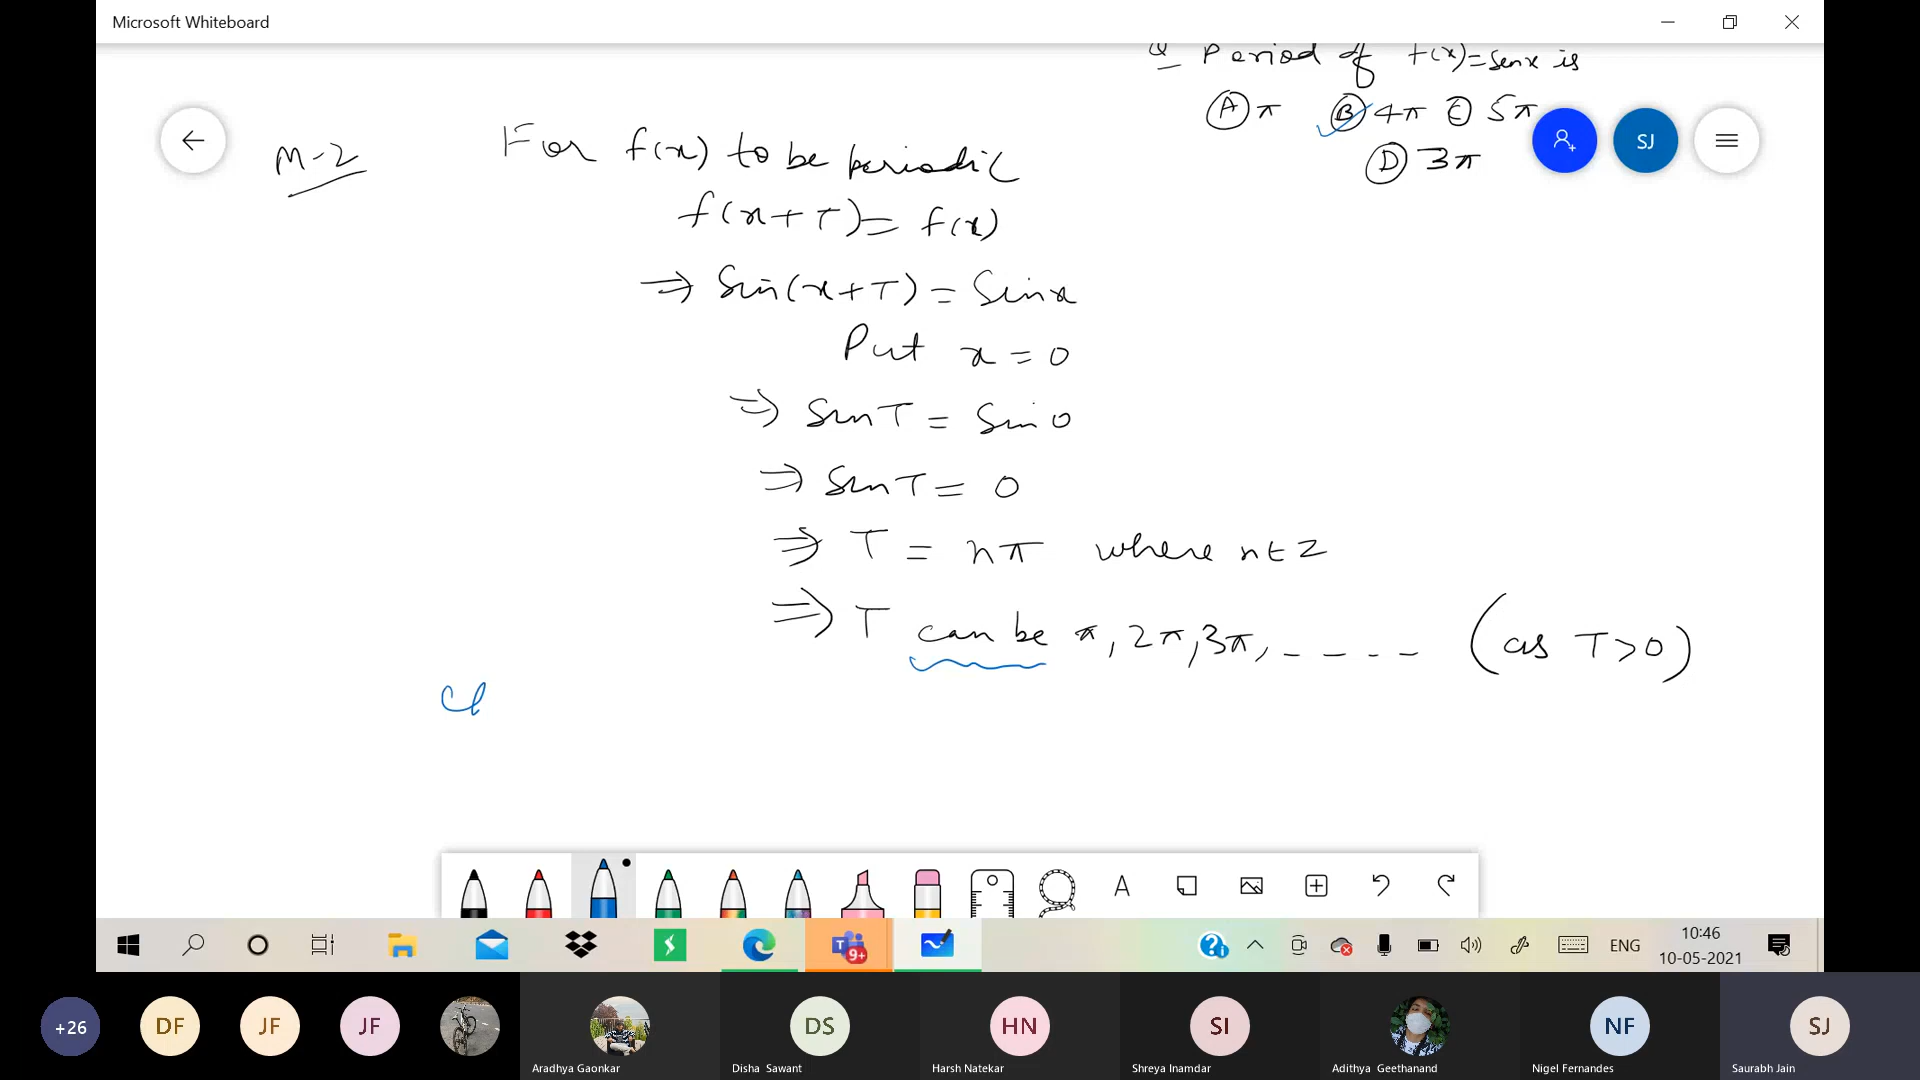 Microsoft Whiteboard
Q Period of f(x)=sinx is
(A) π (B) 4π (C) 5π
(D) 3π
SJ
M-2
For f(x) to be periodic
f(x+T)= f(x)
⇒ Sin(x+T) = Sinx
Put x = 0
⇒ SinT = Sin0
⇒ SinT = 0
⇒ T = nπ where n∈Z
⇒ T can be π, 2π, 3π, - - - - (as T>0)
A
9+
ENG
10:46
10-05-2021
+26
DF
JF
JF
DS
HN
SI
NF
SJ
Aradhya Gaonkar
Disha Sawant
Harsh Natekar
Shreya Inamdar
Adithya Geethanand
Nigel Fernandes
Saurabh Jain